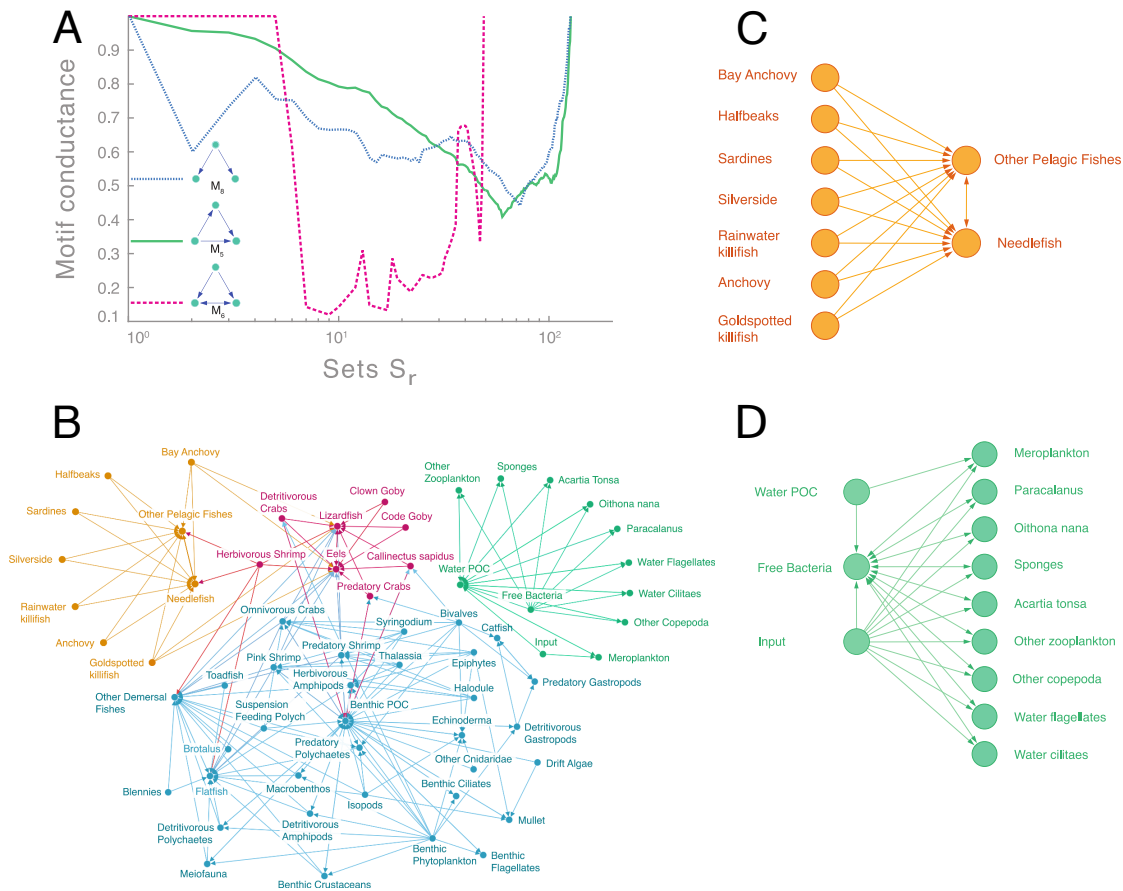 A
Motif conductance
0.9
0.8
0.7
0.6
0.5
0.4
0.3
0.2
0.1
M8
M5
M6
10^0
10^1
10^2
Sets Sr
C
Bay Anchovy
Halfbeaks
Sardines
Silverside
Rainwater
killifish
Anchovy
Goldspotted
killifish
Other Pelagic Fishes
Needlefish
B
Bay Anchovy
Halfbeaks
Sardines
Other Pelagic Fishes
Silverside
Needlefish
Rainwater
killifish
Anchovy
Goldspotted
killifish
Detritivorous
Crabs
Clown Goby
Lizardfish
Code Goby
Herbivorous Shrimp
Eels
Callinectus sapidus
Predatory Crabs
Other
Zooplankton
Sponges
Acartia Tonsa
Oithona nana
Paracalanus
Water POC
Water Flagellates
Free Bacteria
Water Cilitaes
Other Copepoda
Input
Meroplankton
Omnivorous Crabs
Syringodium
Bivalves
Catfish
Predatory Shrimp
Pink Shrimp
Thalassia
Epiphytes
Toadfish
Herbivorous
Amphipods
Halodule
Predatory Gastropods
Other Demersal
Fishes
Suspension
Feeding Polych
Benthic POC
Echinoderma
Detritivorous
Gastropods
Brotalus
Predatory
Polychaetes
Other Cnidaridae
Drift Algae
Blennies
Flatfish
Macrobenthos
Isopods
Benthic Ciliates
Mullet
Detritivorous
Polychaetes
Detritivorous
Amphipods
Benthic
Phytoplankton
Benthic
Flagellates
Meiofauna
Benthic Crustaceans
D
Water POC
Free Bacteria
Input
Meroplankton
Paracalanus
Oithona nana
Sponges
Acartia tonsa
Other zooplankton
Other copepoda
Water flagellates
Water cilitaes